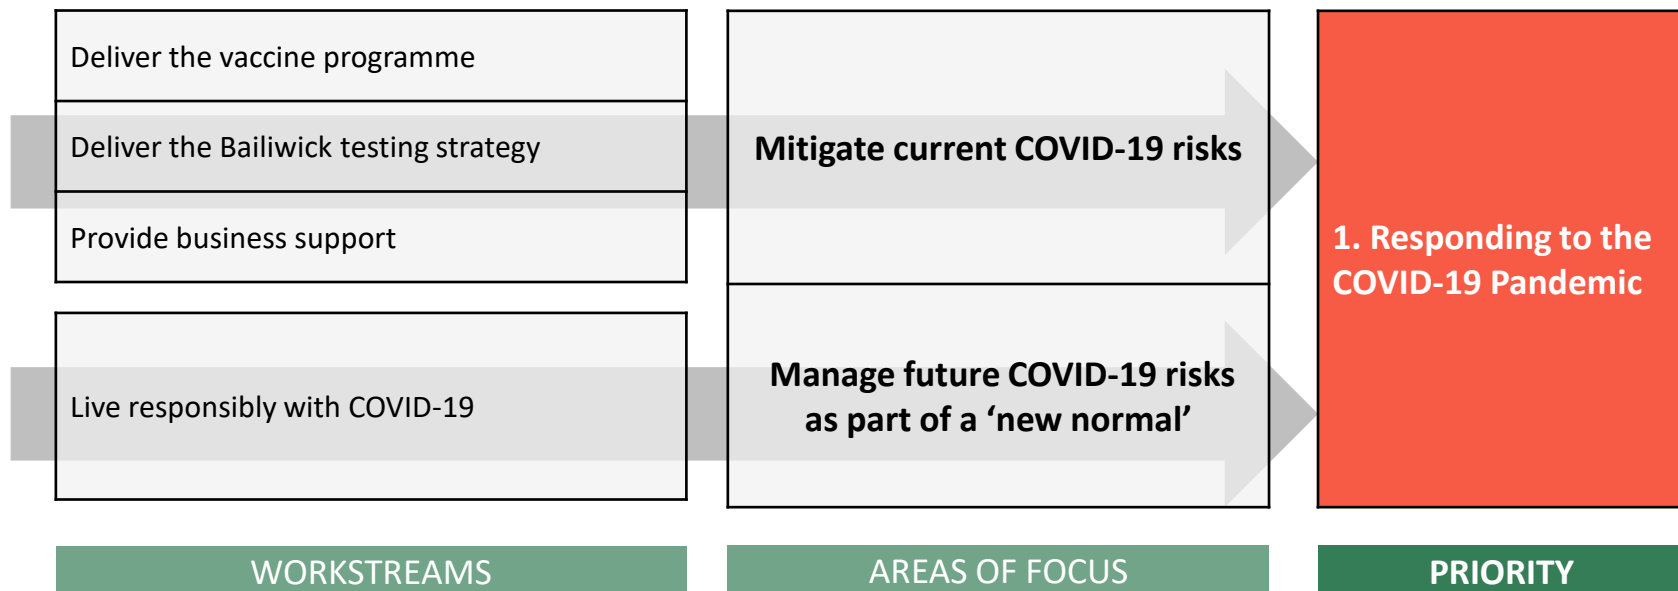 Deliver the vaccine programme
Deliver the Bailiwick testing strategy
Provide business support
Mitigate current COVID-19 risks
Live responsibly with COVID-19
Manage future COVID-19 risks
as part of a ‘new normal’
1. Responding to the
COVID-19 Pandemic
WORKSTREAMS
AREAS OF FOCUS
PRIORITY